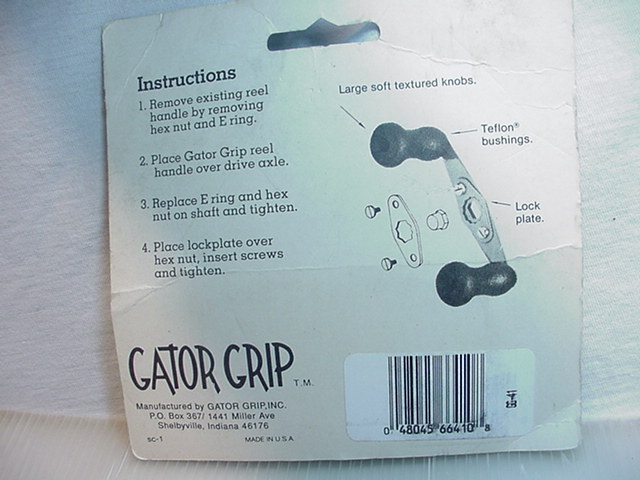 Instructions
1. Remove existing reel
handle by removing
hex nut and E ring.
2. Place Gator Grip reel
handle over drive axle.
3. Replace E ring and hex
nut on shaft and tighten.
4. Place lockplate over
hex nut, insert screws
and tighten.
Large soft textured knobs.
Teflon®
bushings.
Lock
plate.
GATOR GRIP T.M.
Manufactured by GATOR GRIP, INC.
P.O. Box 367/ 1441 Miller Ave
Shelbyville, Indiana 46176
SC-1 MADE IN U.S.A.
0 48045 66410 8